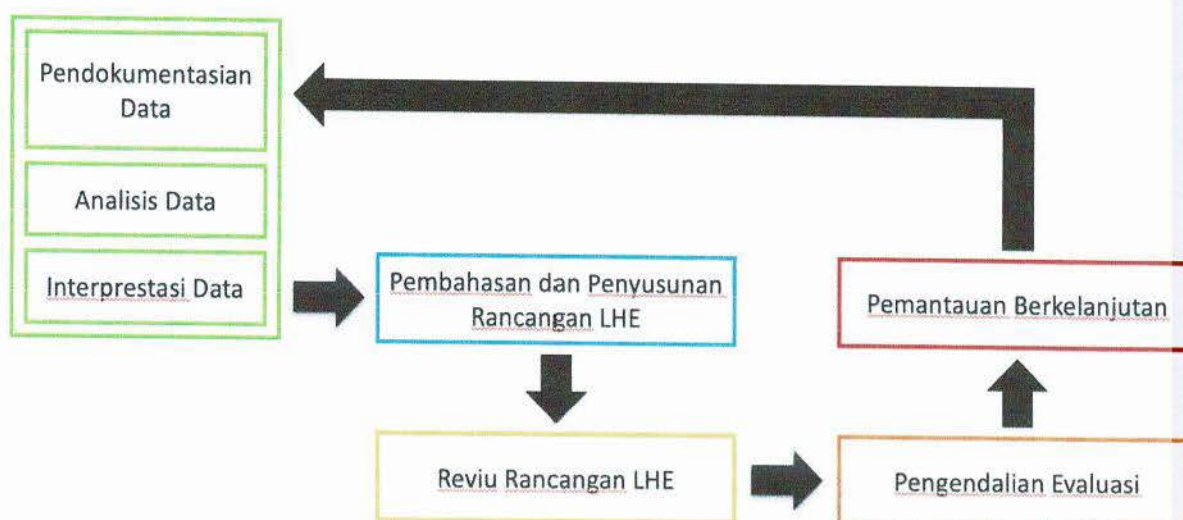 Pendokumentasian
Data
Analisis Data
Interprestasi Data
Pembahasan dan Penyusunan
Rancangan LHE
Reviu Rancangan LHE
Pengendalian Evaluasi
Pemantauan Berkelanjutan